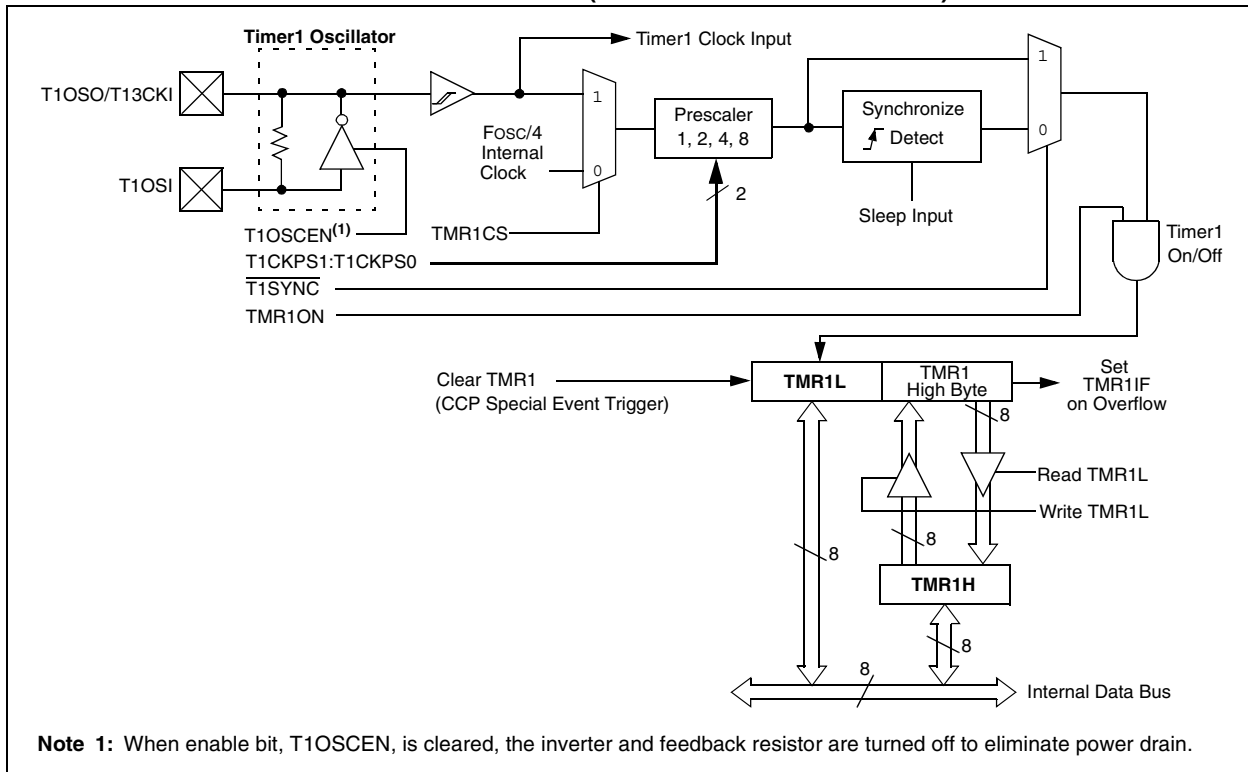 Timer1 Oscillator
Timer1 Clock Input
T1OSO/T13CKI
T1OSI
1
0
FOSC/4
Internal
Clock
Prescaler
1, 2, 4, 8
2
Synchronize
Detect
Sleep Input
1
0
T1OSCEN(1)
TMR1CS
T1CKPS1:T1CKPS0
T1SYNC
TMR1ON
Timer1
On/Off
Clear TMR1
(CCP Special Event Trigger)
TMR1L
TMR1
High Byte
Set
TMR1IF
on Overflow
8
Read TMR1L
Write TMR1L
8
8
TMR1H
8
8
Internal Data Bus
Note 1: When enable bit, T1OSCEN, is cleared, the inverter and feedback resistor are turned off to eliminate power drain.